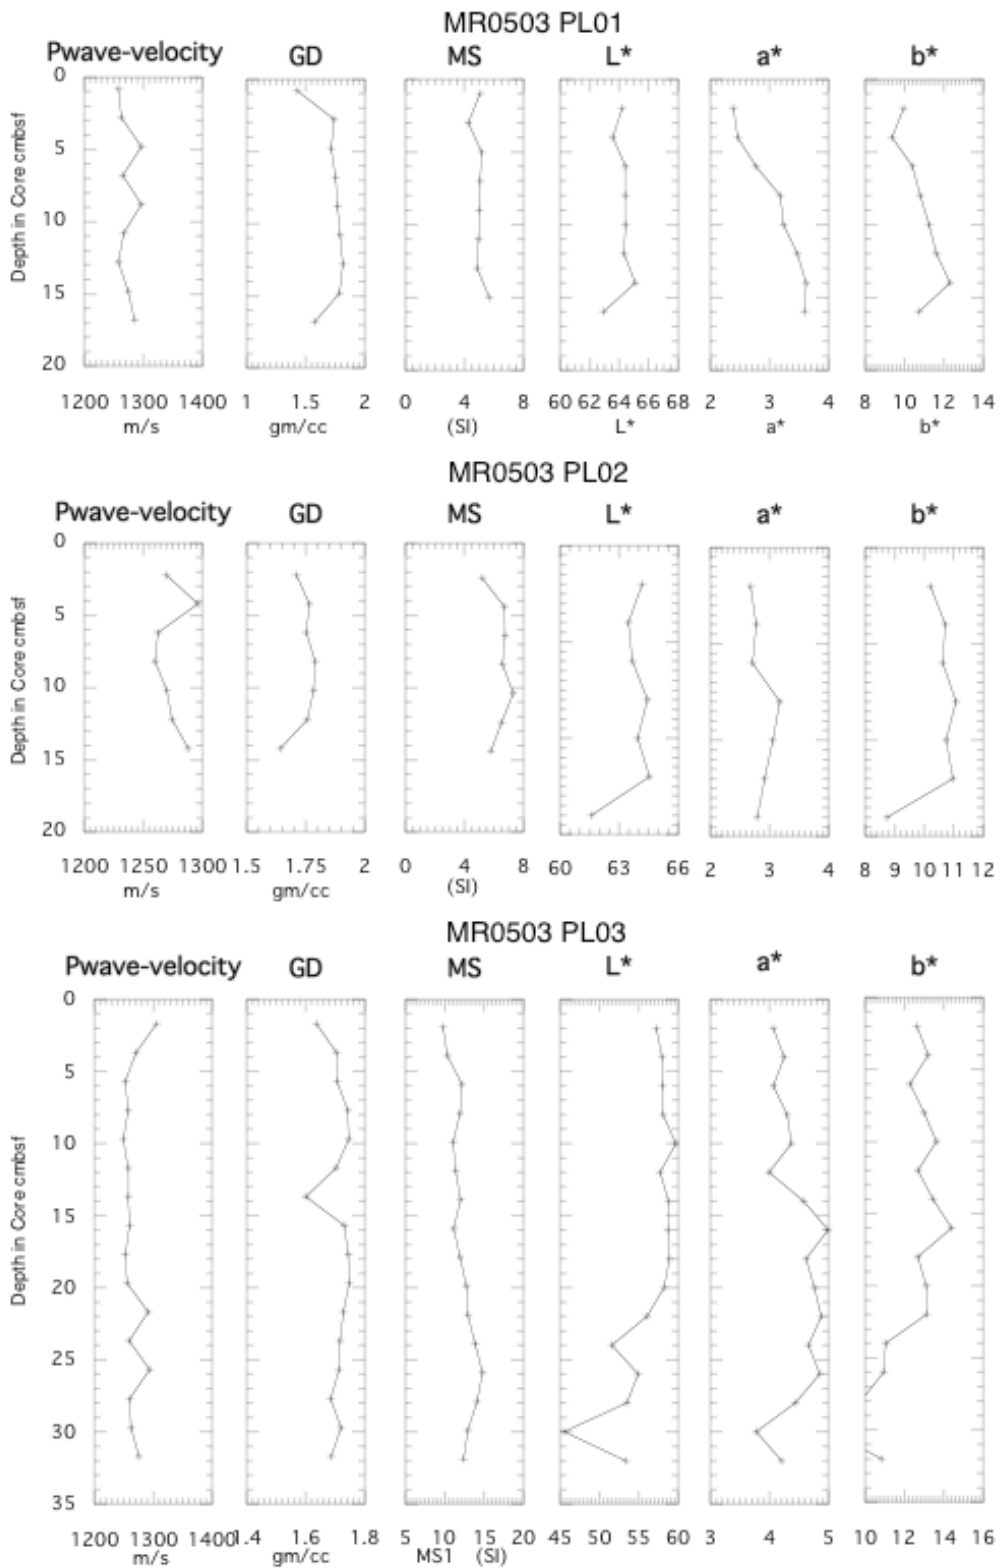 MR0503 PL01
Pwave-velocity GD MS L* a* b*
0
5
10
15
20
Depth in Core cmbsf
1200 1300 1400 1 1.5 2 0 4 8 60 62 64 66 68 2 3 4 8 10 12 14
m/s gm/cc (SI) L* a* b*
MR0503 PL02
Pwave-velocity GD MS L* a* b*
0
5
10
15
20
Depth in Core cmbsf
1200 1250 1300 1.5 1.75 2 0 4 8 60 63 66 2 3 4 8 9 10 11 12
m/s gm/cc (SI)
MR0503 PL03
Pwave-velocity GD MS L* a* b*
0
5
10
15
20
25
30
35
Depth in Core cmbsf
1200 1300 1400 1.4 1.6 1.8 5 10 15 20 45 50 55 60 3 4 5 10 12 14 16
m/s gm/cc MS1 (SI)